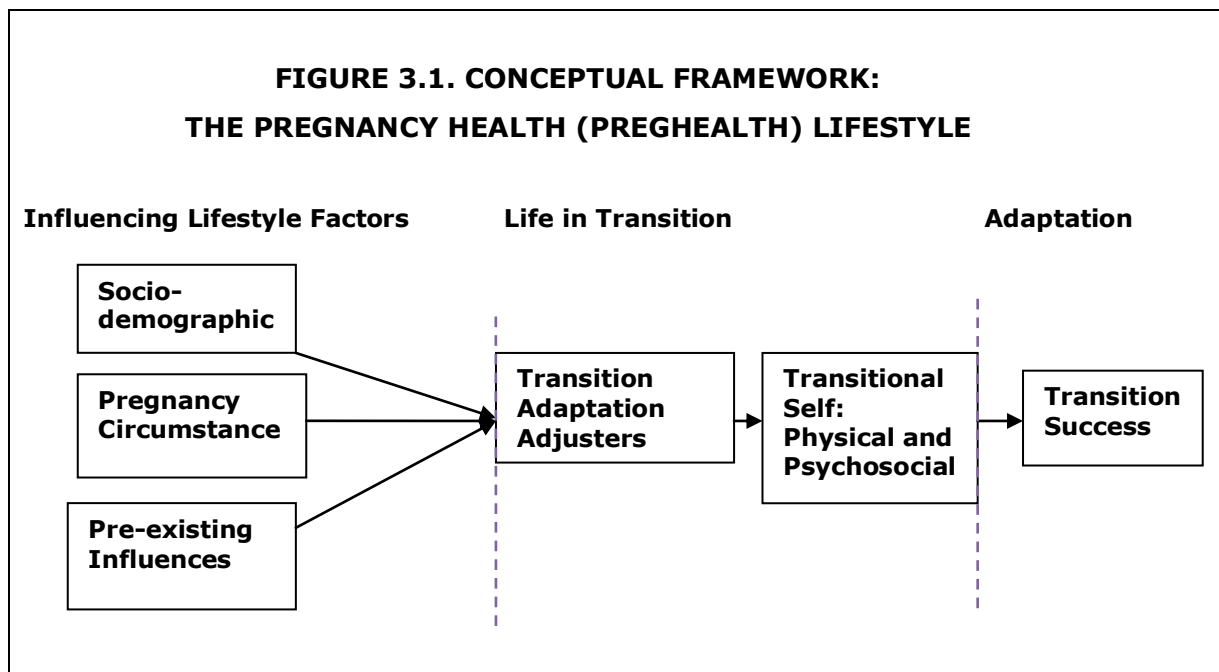 FIGURE 3.1. CONCEPTUAL FRAMEWORK:
THE PREGNANCY HEALTH (PREGHEALTH) LIFESTYLE
Influencing Lifestyle Factors
Life in Transition
Adaptation
Socio-
demographic
Pregnancy
Circumstance
Pre-existing
Influences
Transition
Adaptation
Adjusters
Transitional
Self:
Physical and
Psychosocial
Transition
Success